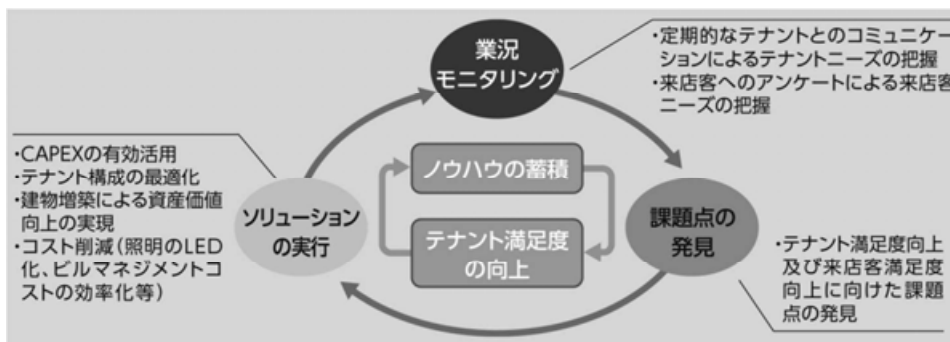 業況
モニタリング
・定期的なテナントとのコミュニケー
ションによるテナントニーズの把握
・来店客へのアンケートによる来店客
ニーズの把握
・CAPEXの有効活用
・テナント構成の最適化
・建物増築による資産価値
向上の実現
・コスト削減(照明のLED
化、ビルマネジメントコ
ストの効率化等)
ソリューション
の実行
ノウハウの蓄積
テナント満足度
の向上
課題点の
発見
・テナント満足度向上
及び来店客満足度
向上に向けた課題
点の発見